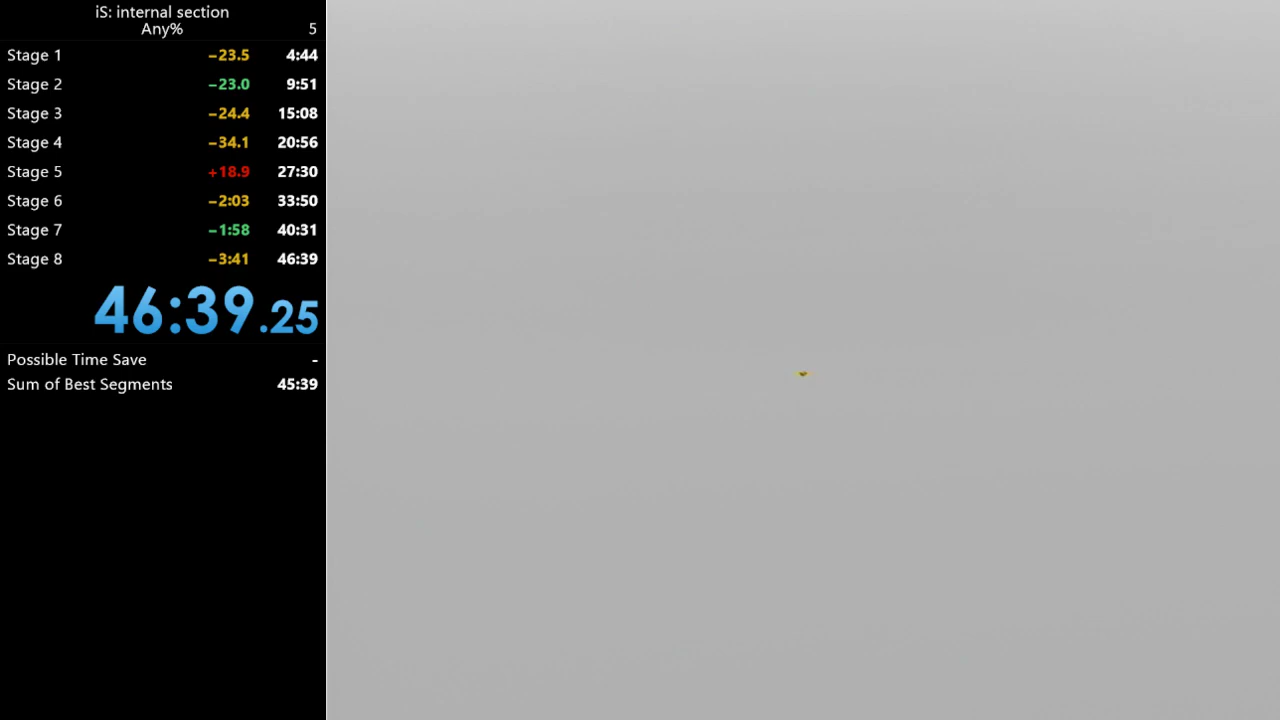 iS: internal section
Any% 5
Stage 1 −23.5 4:44
Stage 2 −23.0 9:51
Stage 3 −24.4 15:08
Stage 4 −34.1 20:56
Stage 5 +18.9 27:30
Stage 6 −2:03 33:50
Stage 7 −1:58 40:31
Stage 8 −3:41 46:39
46:39.25
Possible Time Save -
Sum of Best Segments 45:39